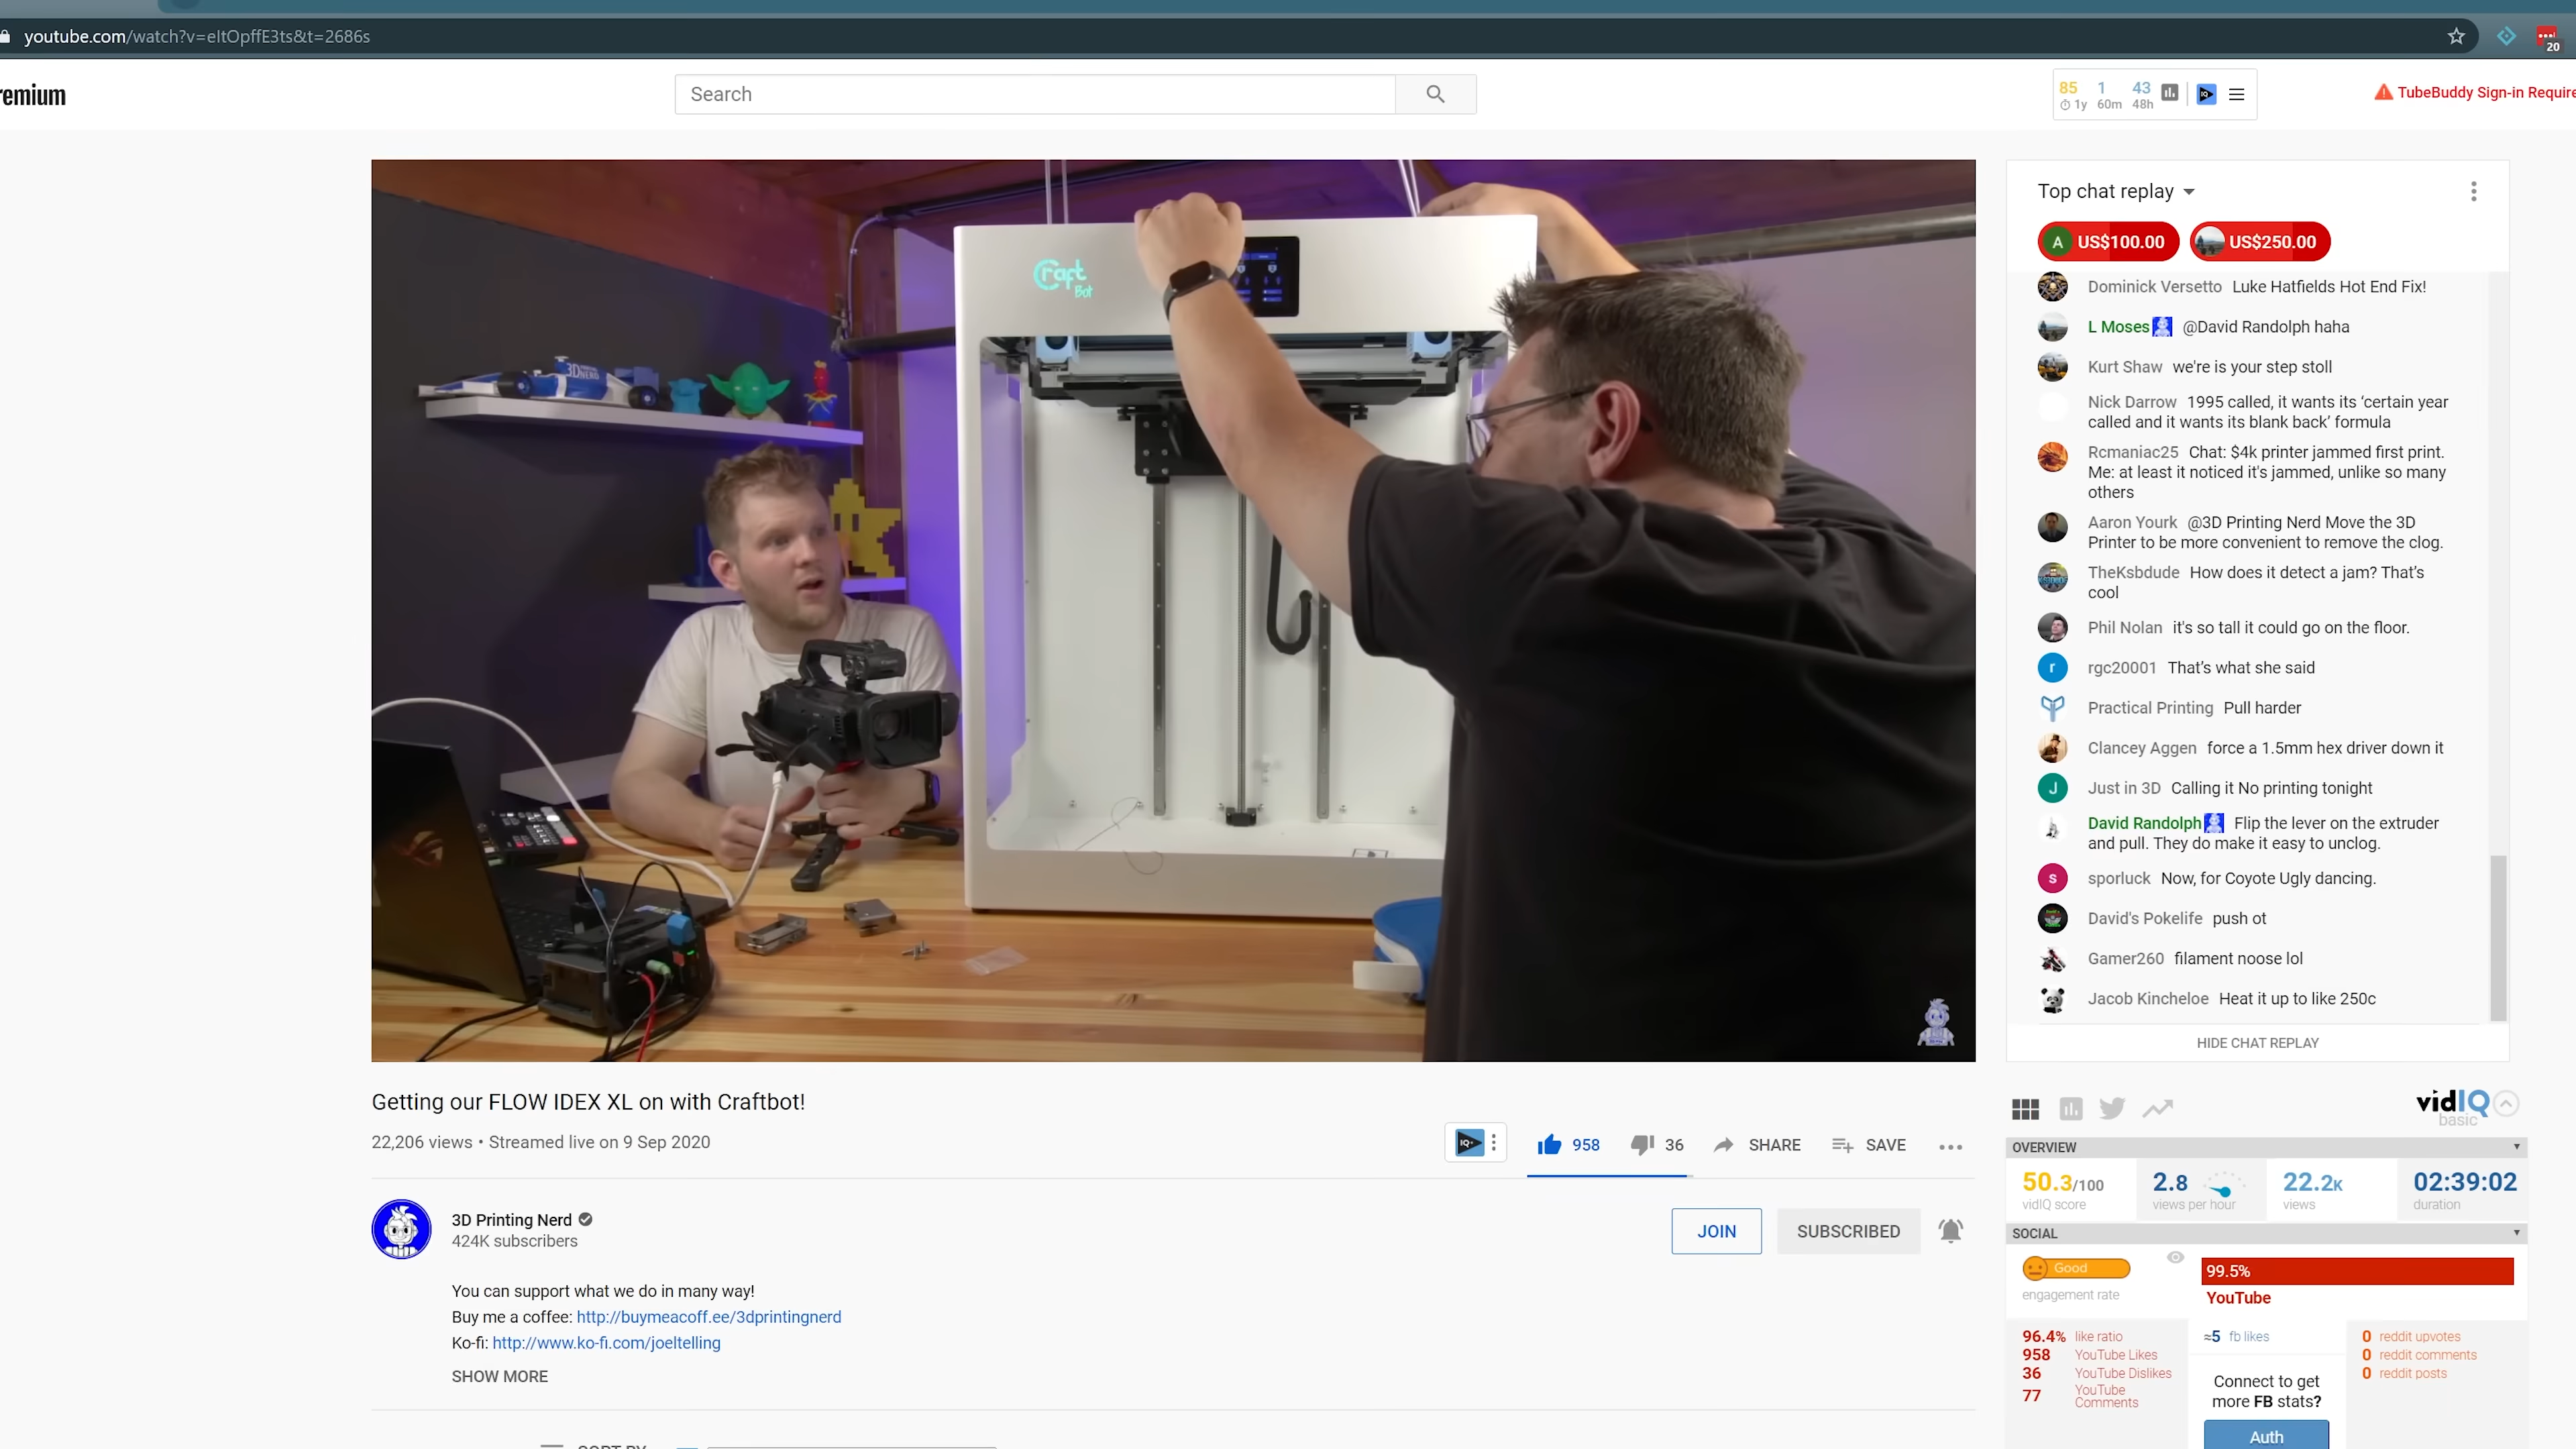 youtube.com/watch?v=eltOpffE3ts&t=2686s
20
remium
Search
85 1 43
1y 60m 48h
IQ
TubeBuddy Sign-in Require
Craft
Bot
3DNERD
Top chat replay
A US$100.00 US$250.00
Dominick Versetto Luke Hatfields Hot End Fix!
L Moses @David Randolph haha
Kurt Shaw we're is your step stoll
Nick Darrow 1995 called, it wants its ‘certain year
called and it wants its blank back’ formula
Rcmaniac25 Chat: $4k printer jammed first print.
Me: at least it noticed it's jammed, unlike so many
others
Aaron Yourk @3D Printing Nerd Move the 3D
Printer to be more convenient to remove the clog.
TheKsbdude How does it detect a jam? That’s
cool
Phil Nolan it's so tall it could go on the floor.
r rgc20001 That’s what she said
Practical Printing Pull harder
Clancey Aggen force a 1.5mm hex driver down it
J Just in 3D Calling it No printing tonight
David Randolph Flip the lever on the extruder
and pull. They do make it easy to unclog.
s sporluck Now, for Coyote Ugly dancing.
David's Pokelife push ot
Gamer260 filament noose lol
Jacob Kincheloe Heat it up to like 250c
HIDE CHAT REPLAY
Getting our FLOW IDEX XL on with Craftbot!
22,206 views • Streamed live on 9 Sep 2020
IQ 958 36 SHARE SAVE
3D Printing Nerd
424K subscribers
JOIN SUBSCRIBED
You can support what we do in many way!
Buy me a coffee: http://buymeacoff.ee/3dprintingnerd
Ko-fi: http://www.ko-fi.com/joeltelling
SHOW MORE
SORT BY
vidIQ
basic
OVERVIEW
50.3/100 2.8 22.2K 02:39:02
vidIQ score views per hour views duration
SOCIAL
Good
engagement rate
99.5%
YouTube
96.4% like ratio
958 YouTube Likes
36 YouTube Dislikes
77 YouTube
Comments
≈5 fb likes
Connect to get
more FB stats?
Auth
0 reddit upvotes
0 reddit comments
0 reddit posts